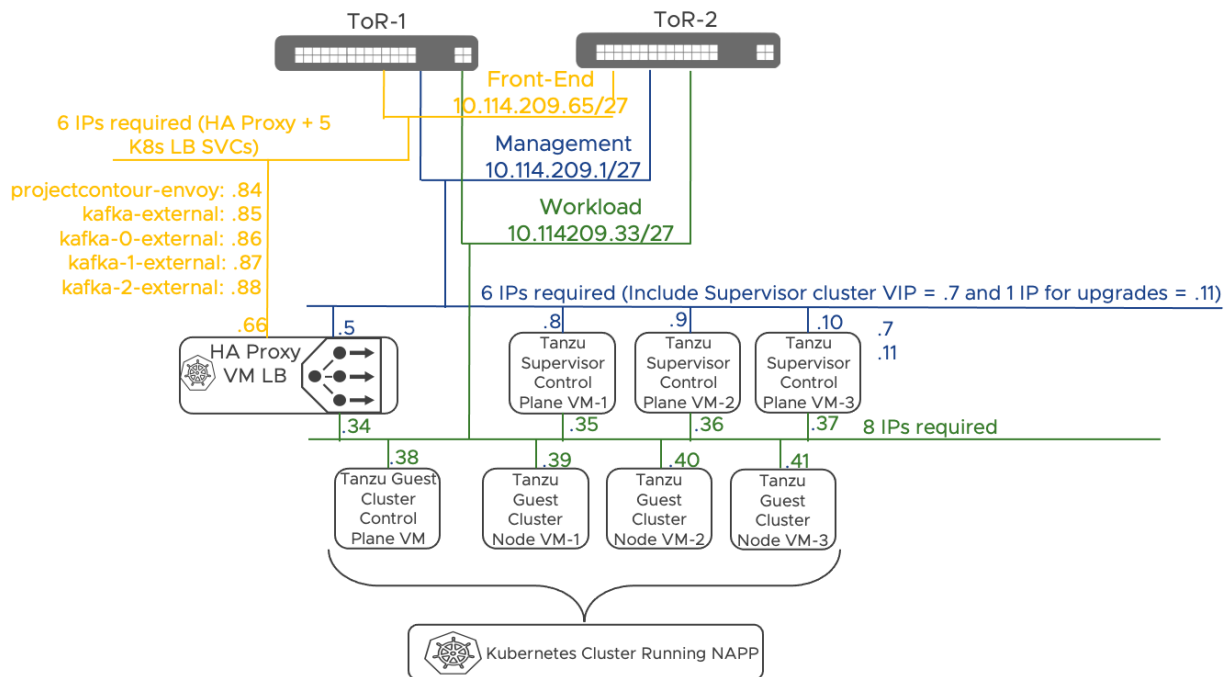 ToR-1
ToR-2
Front-End
10.114.209.65/27
6 IPs required (HA Proxy + 5
K8s LB SVCs)
Management
10.114.209.1/27
projectcontour-envoy: .84
kafka-external: .85
kafka-0-external: .86
kafka-1-external: .87
kafka-2-external: .88
Workload
10.114209.33/27
6 IPs required (Include Supervisor cluster VIP = .7 and 1 IP for upgrades = .11)
.66
.5
.8
.9
.10
.7
.11
HA Proxy
VM LB
Tanzu
Supervisor
Control
Plane VM-1
Tanzu
Supervisor
Control
Plane VM-2
Tanzu
Supervisor
Control
Plane VM-3
.34
.35
.36
.37
8 IPs required
.38
.39
.40
.41
Tanzu Guest
Cluster
Control
Plane VM
Tanzu
Guest
Cluster
Node VM-1
Tanzu
Guest
Cluster
Node VM-2
Tanzu
Guest
Cluster
Node VM-3
Kubernetes Cluster Running NAPP